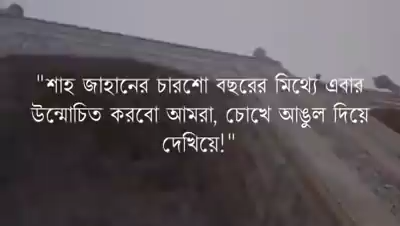 "শাহ জাহানের চারশো বছরের মিথ্যে এবার
উন্মোচিত করবো আমরা, চোখে আঙুল দিয়ে
দেখিয়ে!"